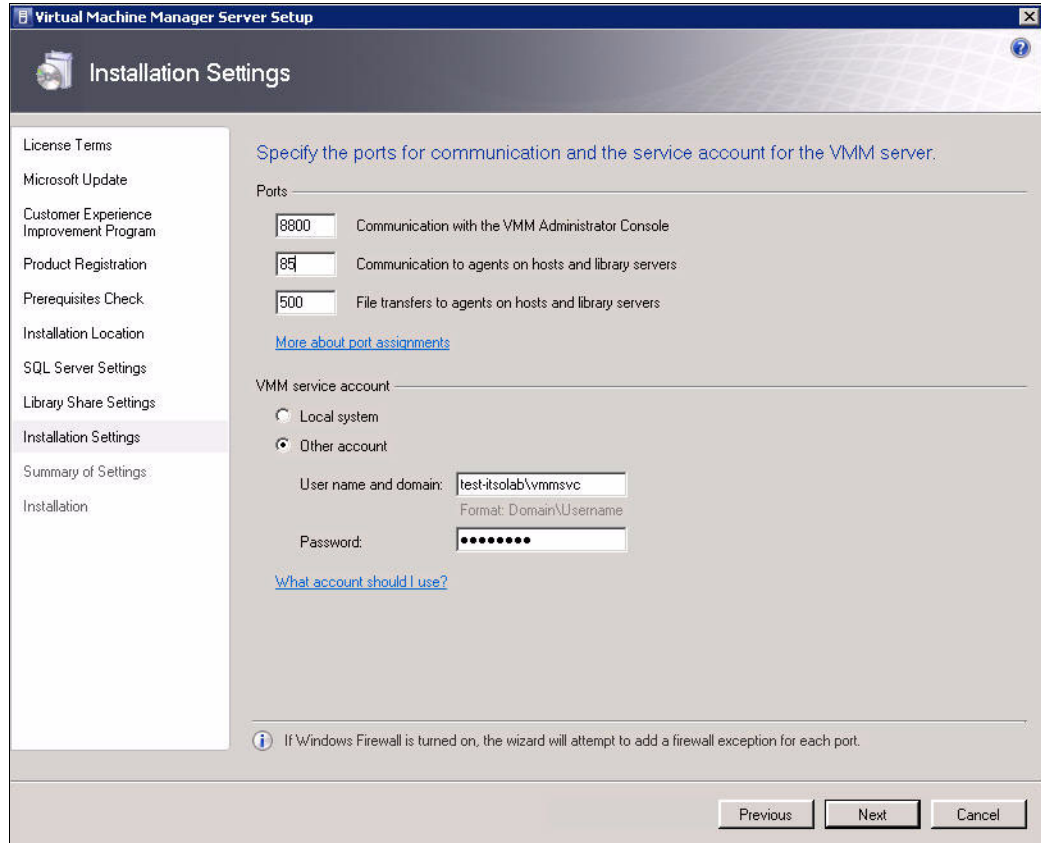 Virtual Machine Manager Server Setup
Installation Settings
License Terms
Microsoft Update
Customer Experience
Improvement Program
Product Registration
Prerequisites Check
Installation Location
SQL Server Settings
Library Share Settings
Installation Settings
Summary of Settings
Installation
Specify the ports for communication and the service account for the VMM server.
Ports
8800 Communication with the VMM Administrator Console
85 Communication to agents on hosts and library servers
500 File transfers to agents on hosts and library servers
More about port assignments
VMM service account
Local system
Other account
User name and domain: test-itsolab\vmmsvc
Format: Domain\Username
Password: ●●●●●●●●
What account should I use?
If Windows Firewall is turned on, the wizard will attempt to add a firewall exception for each port.
Previous Next Cancel